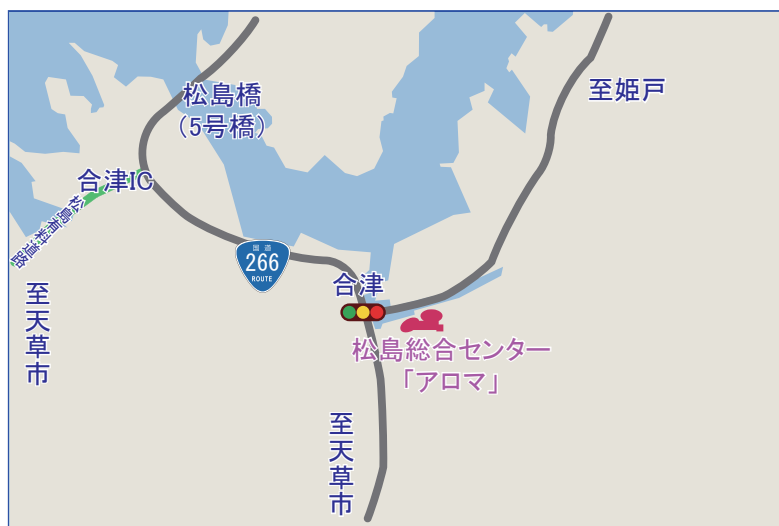 松島橋
（5号橋）
至姫戸
合津IC
松島有料道路
国道
266
ROUTE
合津
至天草市
松島総合センター
「アロマ」
至天草市